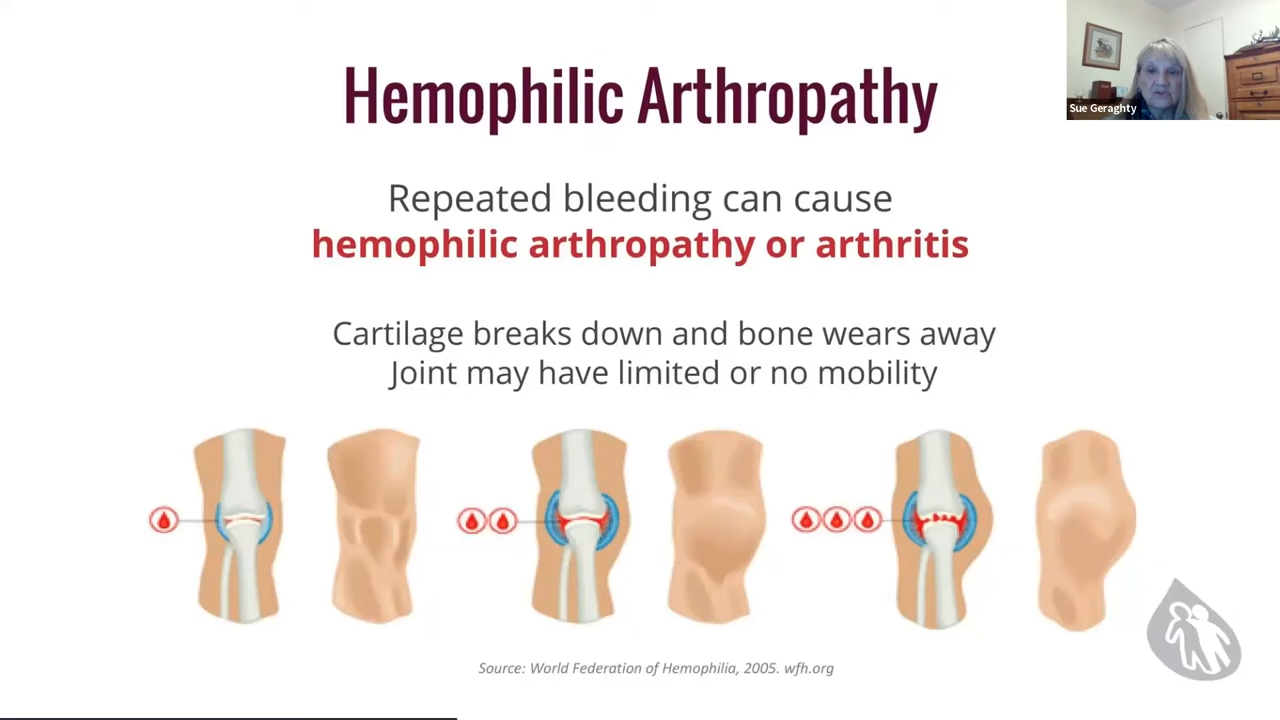 Hemophilic Arthropathy
Sue Geraghty
Repeated bleeding can cause
hemophilic arthropathy or arthritis
Cartilage breaks down and bone wears away
Joint may have limited or no mobility
Source: World Federation of Hemophilia, 2005. wfh.org